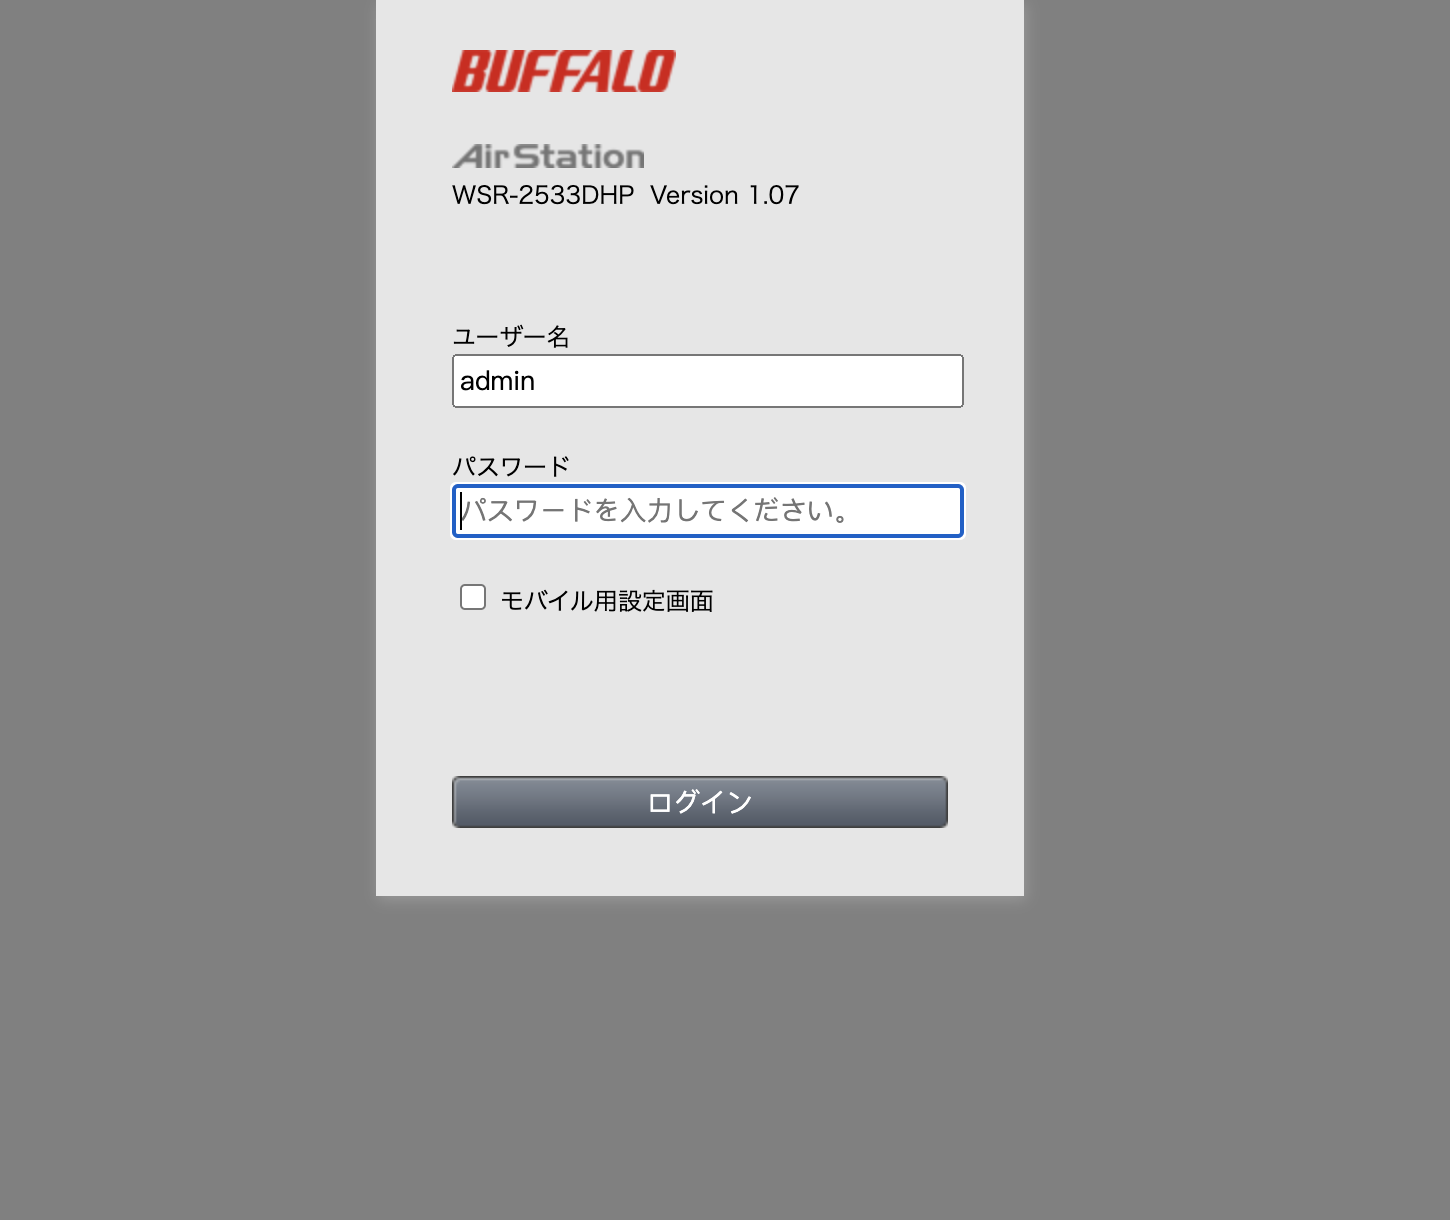 BUFFALO
AirStation
WSR-2533DHP Version 1.07
ユーザー名
admin
パスワード
パスワードを入力してください。
モバイル用設定画面
ログイン